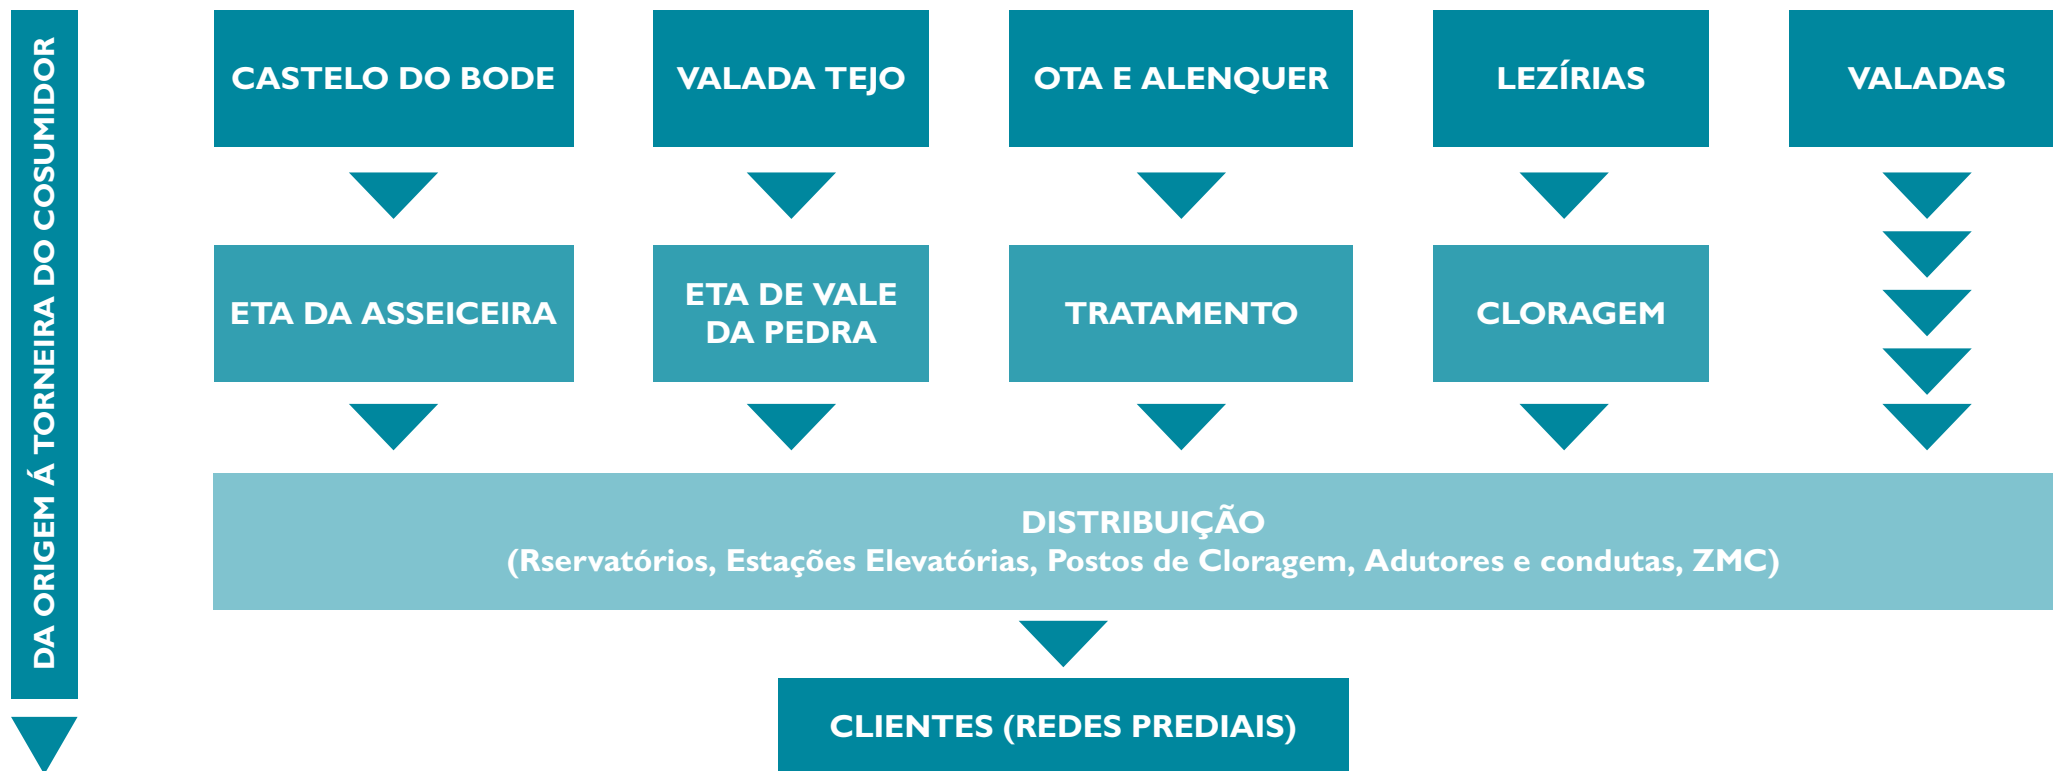 DA ORIGEM Á TORNEIRA DO COSUMIDOR
CASTELO DO BODE
VALADA TEJO
OTA E ALENQUER
LEZÍRIAS
VALADAS
ETA DA ASSEICEIRA
ETA DE VALE
DA PEDRA
TRATAMENTO
CLORAGEM
DISTRIBUIÇÃO
(Rservatórios, Estações Elevatórias, Postos de Cloragem, Adutores e condutas, ZMC)
CLIENTES (REDES PREDIAIS)